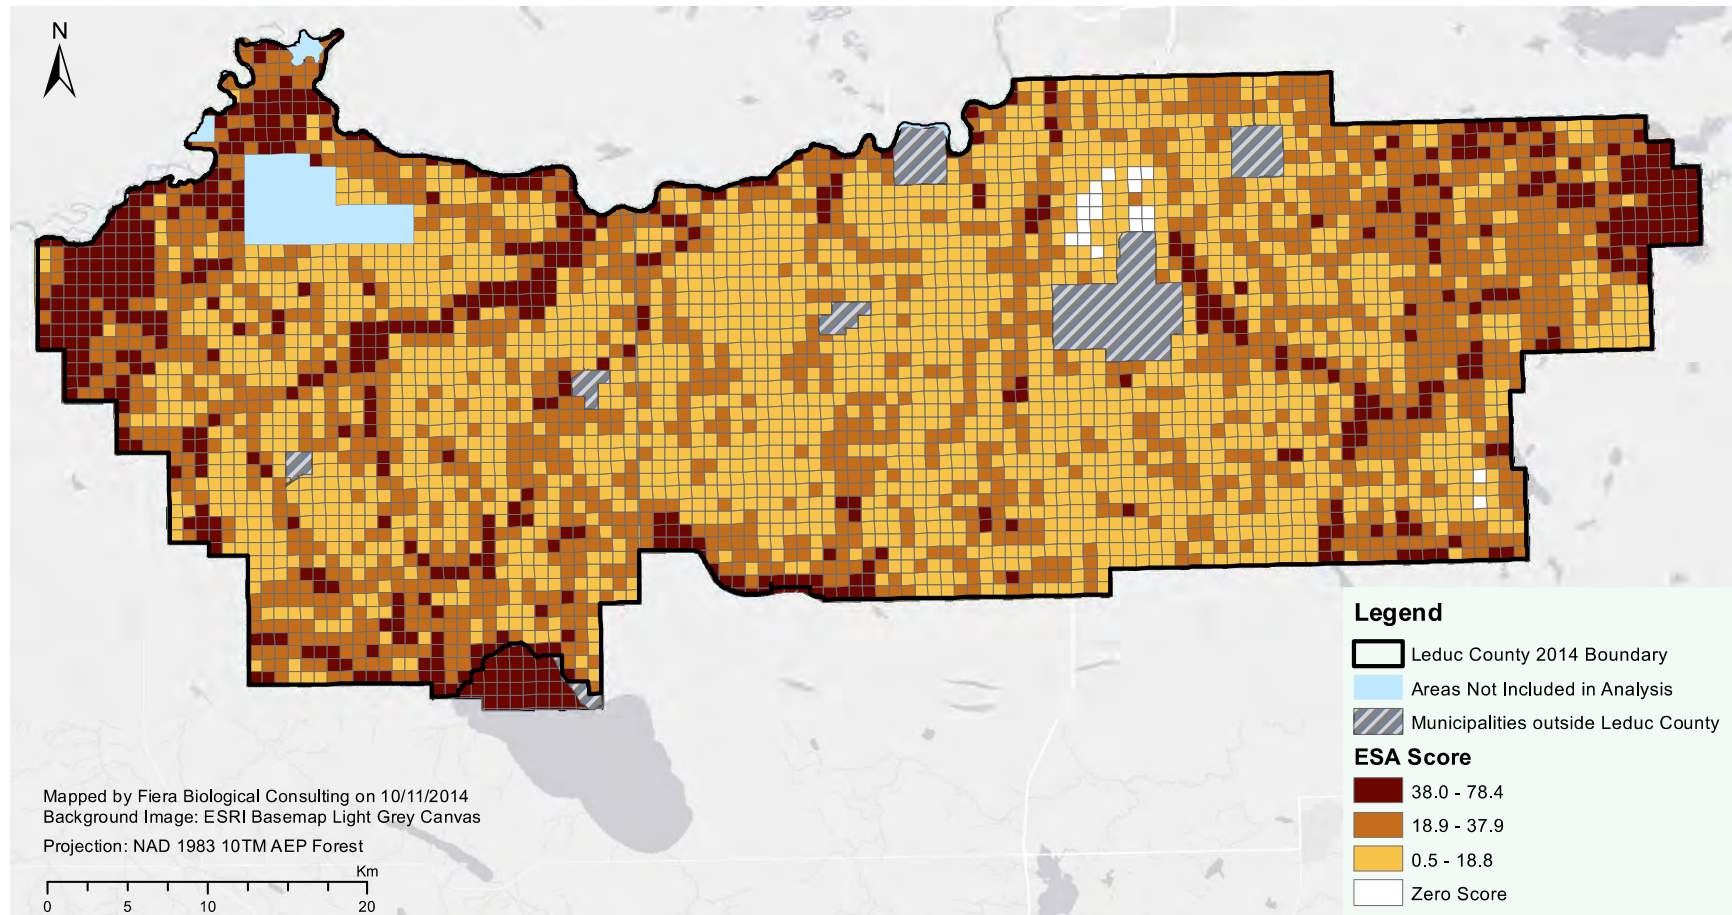 N
Legend
Leduc County 2014 Boundary
Areas Not Included in Analysis
Municipalities outside Leduc County
ESA Score
38.0 - 78.4
18.9 - 37.9
0.5 - 18.8
Zero Score
Mapped by Fiera Biological Consulting on 10/11/2014
Background Image: ESRI Basemap Light Grey Canvas
Projection: NAD 1983 10TM AEP Forest
Km
0 5 10 20